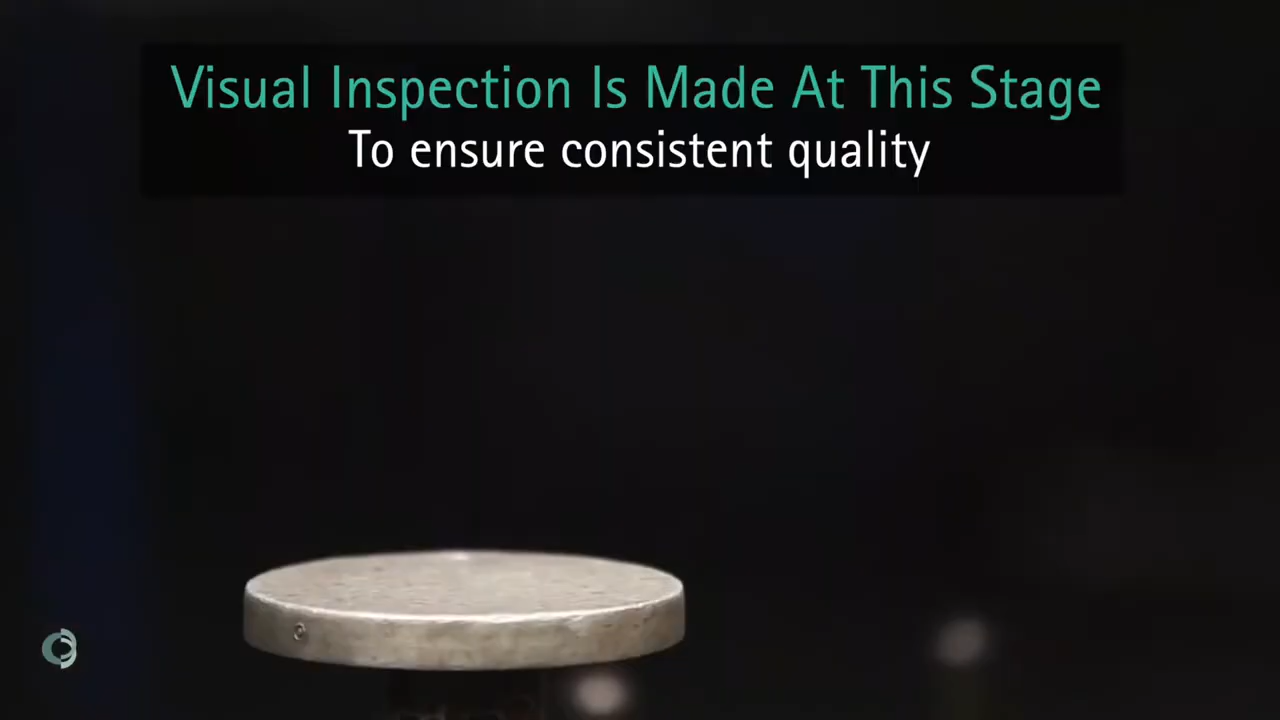 Visual Inspection Is Made At This Stage
To ensure consistent quality